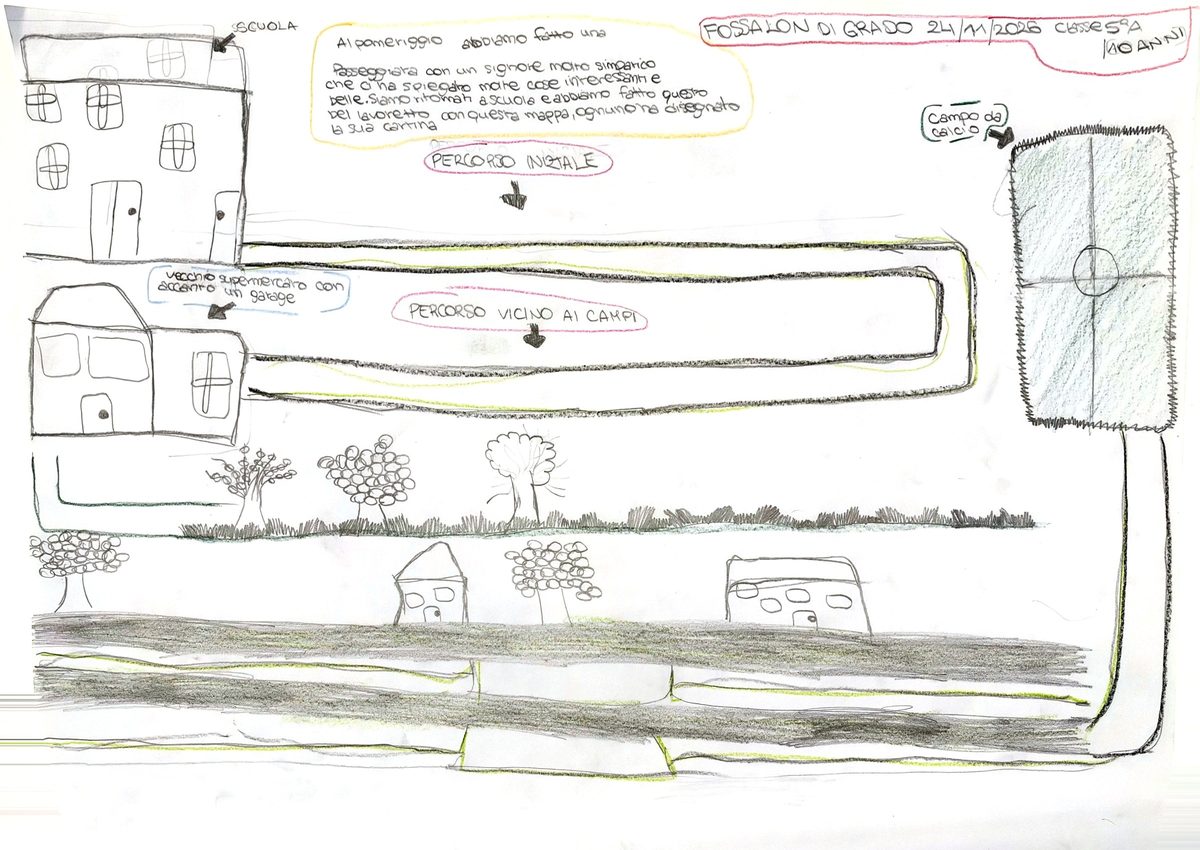 SCUOLA
FOSSALON DI GRADO 24/11/2026 classe 5ªA
/10 ANNI
Al pomeriggio abbiamo fatto una
Passeggiata con un signore molto simpatico
che ci ha spiegato molte cose interessanti e
belle. Siamo ritornati a scuola e abbiamo fatto questo
bel lavoretto con questa mappa, ognuno ha disegnato
la sua cartina
campo da
calcio
PERCORSO INIZIALE
vecchio supermercato con
accanto un garage
PERCORSO VICINO AI CAMPI